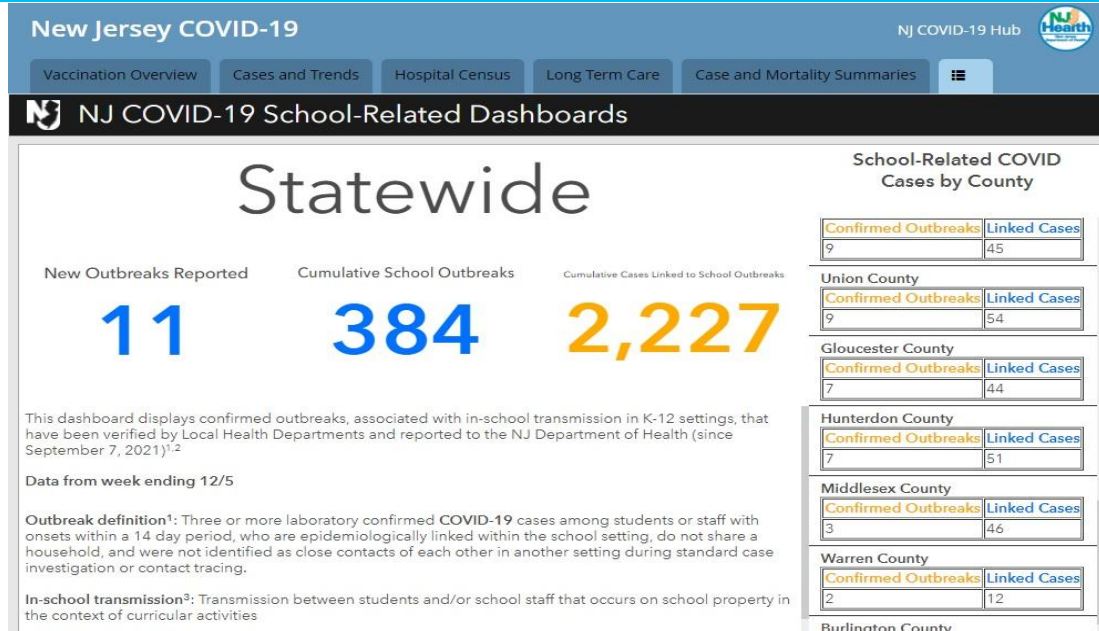 New Jersey COVID-19
NJ COVID-19 Hub
NJ
Health
Vaccination Overview
Cases and Trends
Hospital Census
Long Term Care
Case and Mortality Summaries
NJ COVID-19 School-Related Dashboards
Statewide
New Outbreaks Reported
11
Cumulative School Outbreaks
384
Cumulative Cases Linked to School Outbreaks
2,227
This dashboard displays confirmed outbreaks, associated with in-school transmission in K-12 settings, that
have been verified by Local Health Departments and reported to the NJ Department of Health (since
September 7, 2021)1,2
Data from week ending 12/5
Outbreak definition1: Three or more laboratory confirmed COVID-19 cases among students or staff with
onsets within a 14 day period, who are epidemiologically linked within the school setting, do not share a
household, and were not identified as close contacts of each other in another setting during standard case
investigation or contact tracing.
In-school transmission3: Transmission between students and/or school staff that occurs on school property in
the context of curricular activities
School-Related COVID
Cases by County
Confirmed Outbreaks Linked Cases
9 45
Union County
Confirmed Outbreaks Linked Cases
9 54
Gloucester County
Confirmed Outbreaks Linked Cases
7 44
Hunterdon County
Confirmed Outbreaks Linked Cases
7 51
Middlesex County
Confirmed Outbreaks Linked Cases
3 46
Warren County
Confirmed Outbreaks Linked Cases
2 12
Burlington County